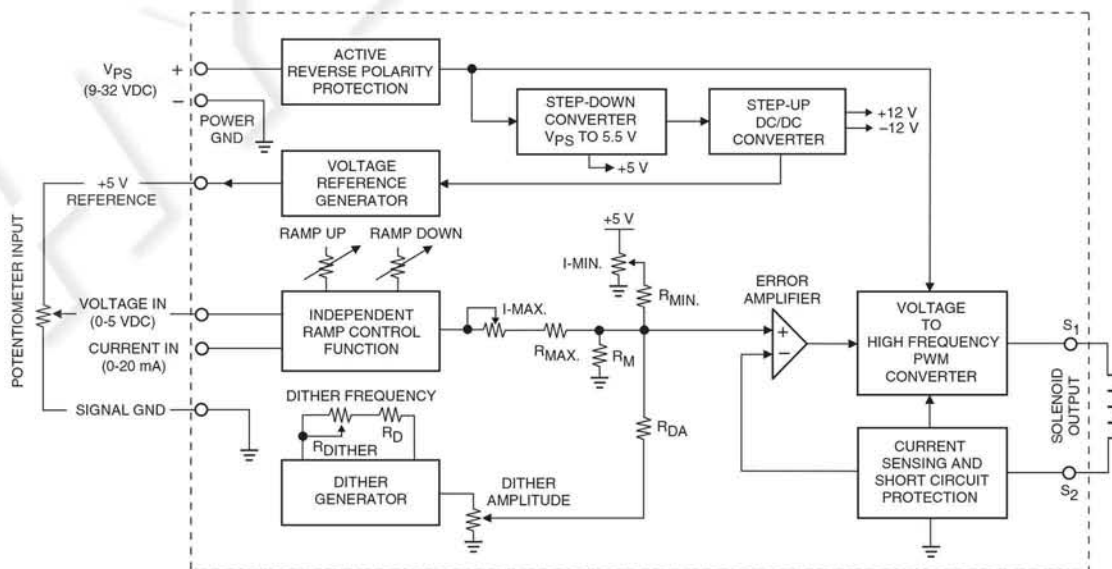 ACTIVE
REVERSE POLARITY
PROTECTION
VPS
(9-32 VDC)
+
−
POWER
GND
STEP-DOWN
CONVERTER
VPS TO 5.5 V
STEP-UP
DC/DC
CONVERTER
+12 V
−12 V
+5 V
+5 V
REFERENCE
VOLTAGE
REFERENCE
GENERATOR
POTENTIOMETER INPUT
RAMP UP
RAMP DOWN
+5 V
I-MIN.
RMIN.
VOLTAGE IN
(0-5 VDC)
CURRENT IN
(0-20 mA)
INDEPENDENT
RAMP CONTROL
FUNCTION
I-MAX.
RMAX.
RM
ERROR
AMPLIFIER
+
−
VOLTAGE
TO
HIGH FREQUENCY
PWM
CONVERTER
S1
SOLENOID
OUTPUT
SIGNAL GND
DITHER FREQUENCY
RDITHER
RD
RDA
DITHER
GENERATOR
DITHER
AMPLITUDE
CURRENT
SENSING AND
SHORT CIRCUIT
PROTECTION
S2